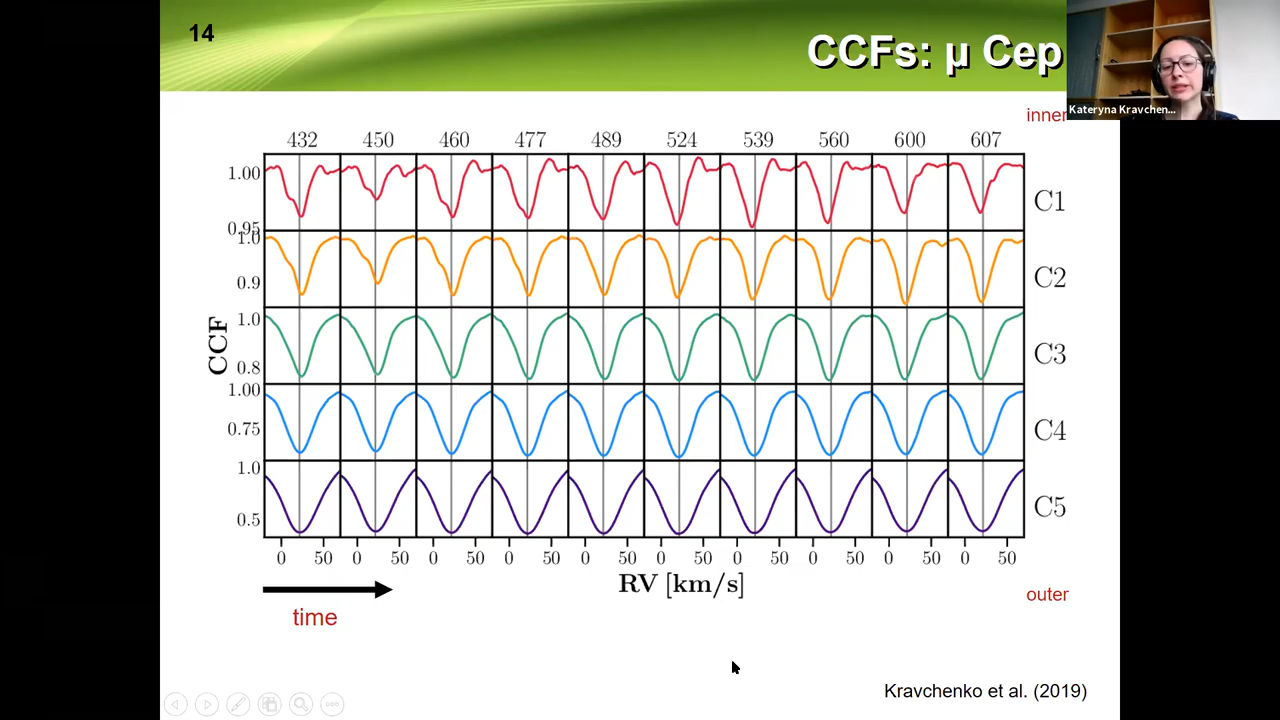 14
CCFs: μ Cep
Kateryna Kravchen...
inner
432 450 460 477 489 524 539 560 600 607
1.00
0.95
C1
1.0
0.9
C2
1.0
0.8
C3
1.00
0.75
C4
1.0
0.5
C5
CCF
0 50 0 50 0 50 0 50 0 50 0 50 0 50 0 50 0 50 0 50
RV [km/s]
time
outer
Kravchenko et al. (2019)